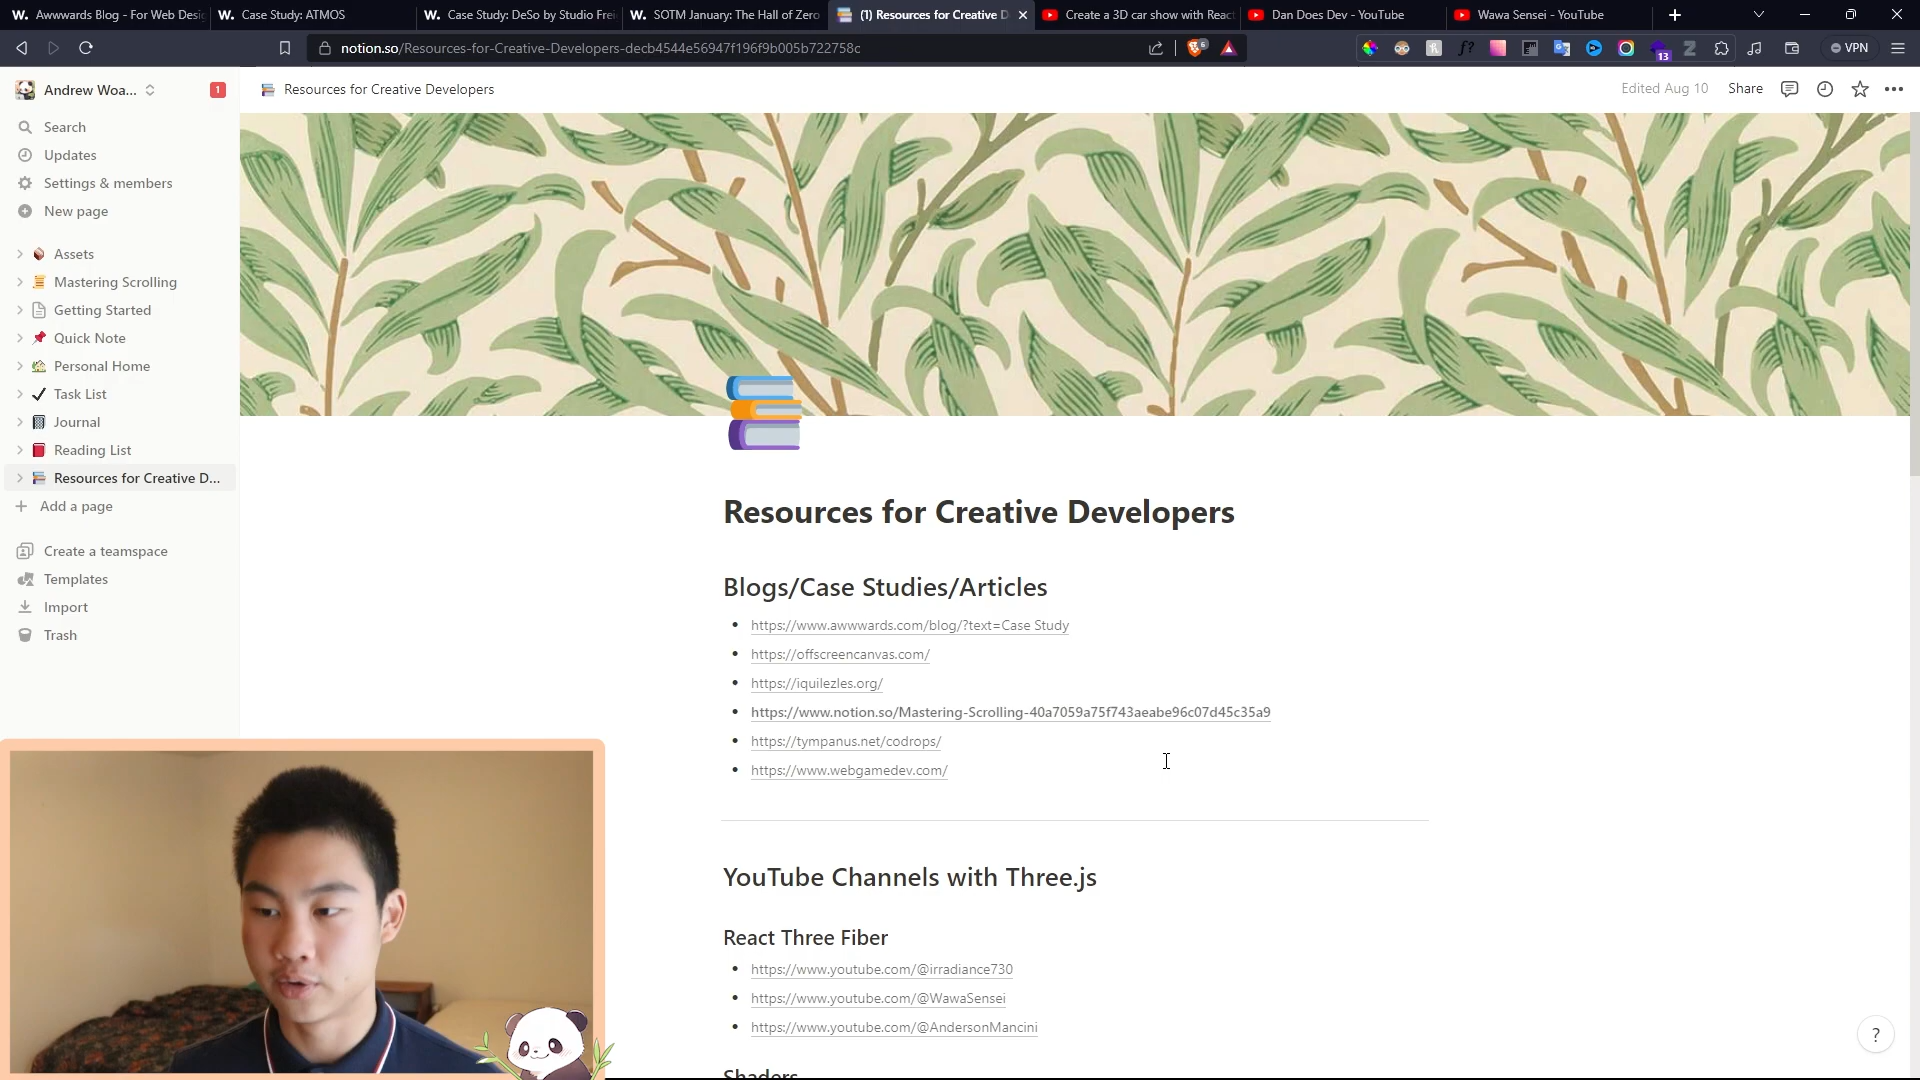 W. Awwwards Blog - For Web Desig
W. Case Study: ATMOS
W. Case Study: DeSo by Studio Frei
W. SOTM January: The Hall of Zero
(1) Resources for Creative D
Create a 3D car show with React
Dan Does Dev - YouTube
Wawa Sensei - YouTube
notion.so/Resources-for-Creative-Developers-decb4544e56947f196f9b005b722758c
6
f?
13
VPN
Andrew Woa...
1
Resources for Creative Developers
Edited Aug 10
Share
Search
Updates
Settings & members
New page
Assets
Mastering Scrolling
Getting Started
Quick Note
Personal Home
Task List
Journal
Reading List
Resources for Creative D...
Add a page
Create a teamspace
Templates
Import
Trash
Resources for Creative Developers
Blogs/Case Studies/Articles
https://www.awwwards.com/blog/?text=Case Study
https://offscreencanvas.com/
https://iquilezles.org/
https://www.notion.so/Mastering-Scrolling-40a7059a75f743aeabe96c07d45c35a9
https://tympanus.net/codrops/
https://www.webgamedev.com/
YouTube Channels with Three.js
React Three Fiber
https://www.youtube.com/@irradiance730
https://www.youtube.com/@WawaSensei
https://www.youtube.com/@AndersonMancini
Shaders
?